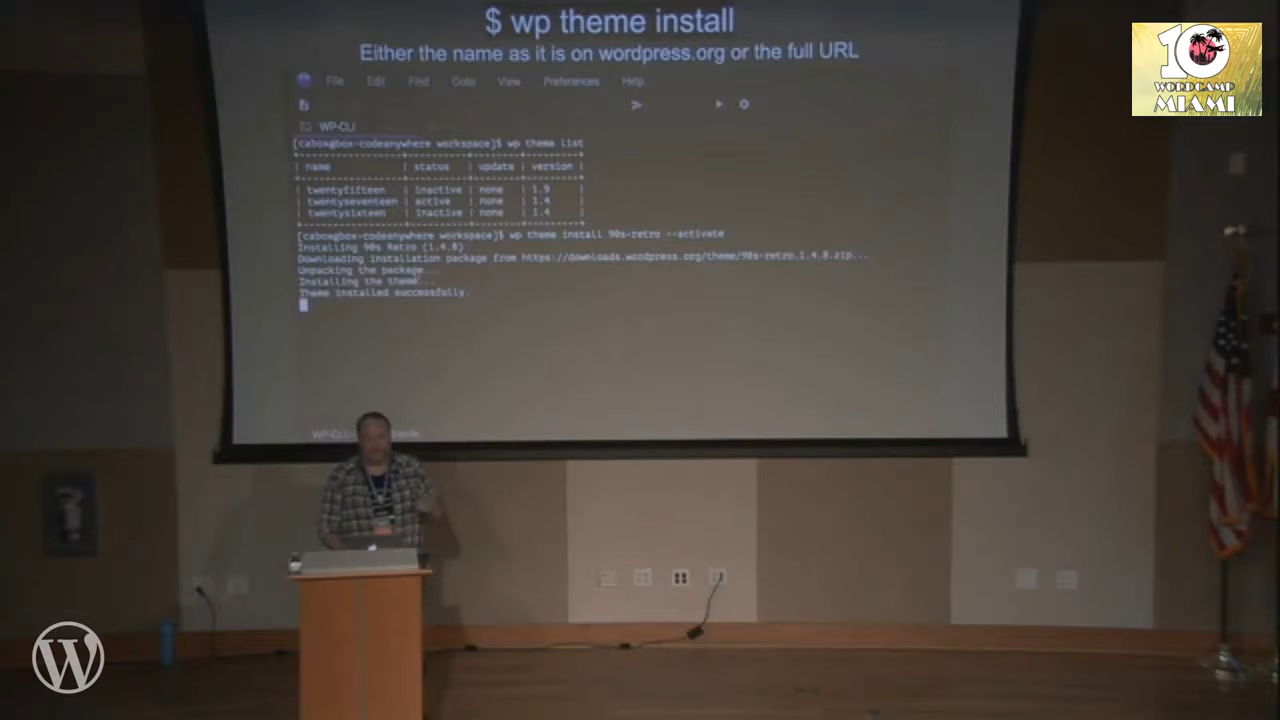 $ wp theme install
Either the name as it is on wordpress.org or the full URL
File Edit Find Goto View Preferences Help
WP-CLI
[cabox@box-codeanywhere workspace]$ wp theme list
| name | status | update | version |
| twentyfifteen | inactive | none | 1.9 |
| twentyseventeen | active | none | 1.4 |
| twentysixteen | inactive | none | 1.4 |
[cabox@box-codeanywhere workspace]$ wp theme install 90s-retro --activate
Installing 90s Retro (1.4.8)
Downloading installation package from https://downloads.wordpress.org/theme/90s-retro.1.4.8.zip...
Unpacking the package...
Installing the theme...
Theme installed successfully.
WP-CLI
10
WORDCAMP
MIAMI
W